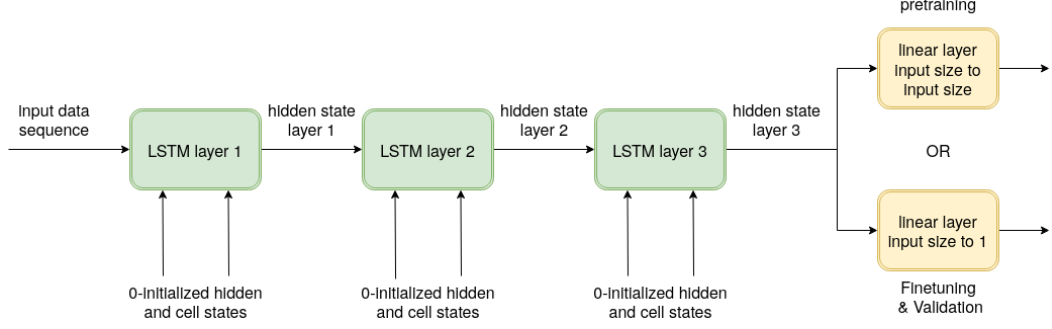 pretraining
linear layer
input size to
input size
input data
sequence
LSTM layer 1
hidden state
layer 1
LSTM layer 2
hidden state
layer 2
LSTM layer 3
hidden state
layer 3
OR
linear layer
input size to 1
0-initialized hidden
and cell states
0-initialized hidden
and cell states
0-initialized hidden
and cell states
Finetuning
& Validation